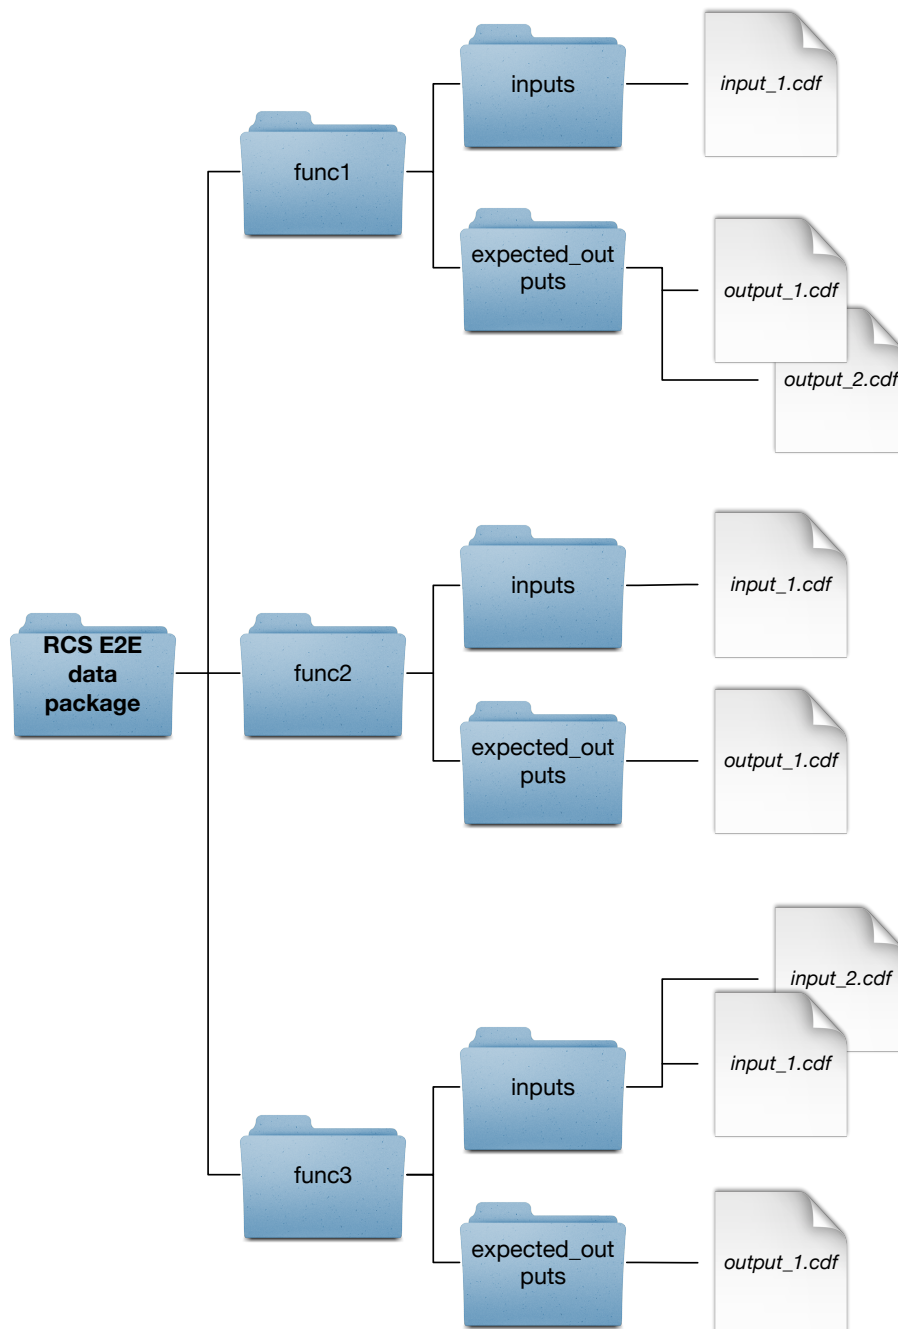 inputs
input_1.cdf
func1
expected_out
puts
output_1.cdf
output_2.cdf
inputs
input_1.cdf
RCS E2E
data
package
func2
expected_out
puts
output_1.cdf
input_2.cdf
inputs
input_1.cdf
func3
expected_out
puts
output_1.cdf